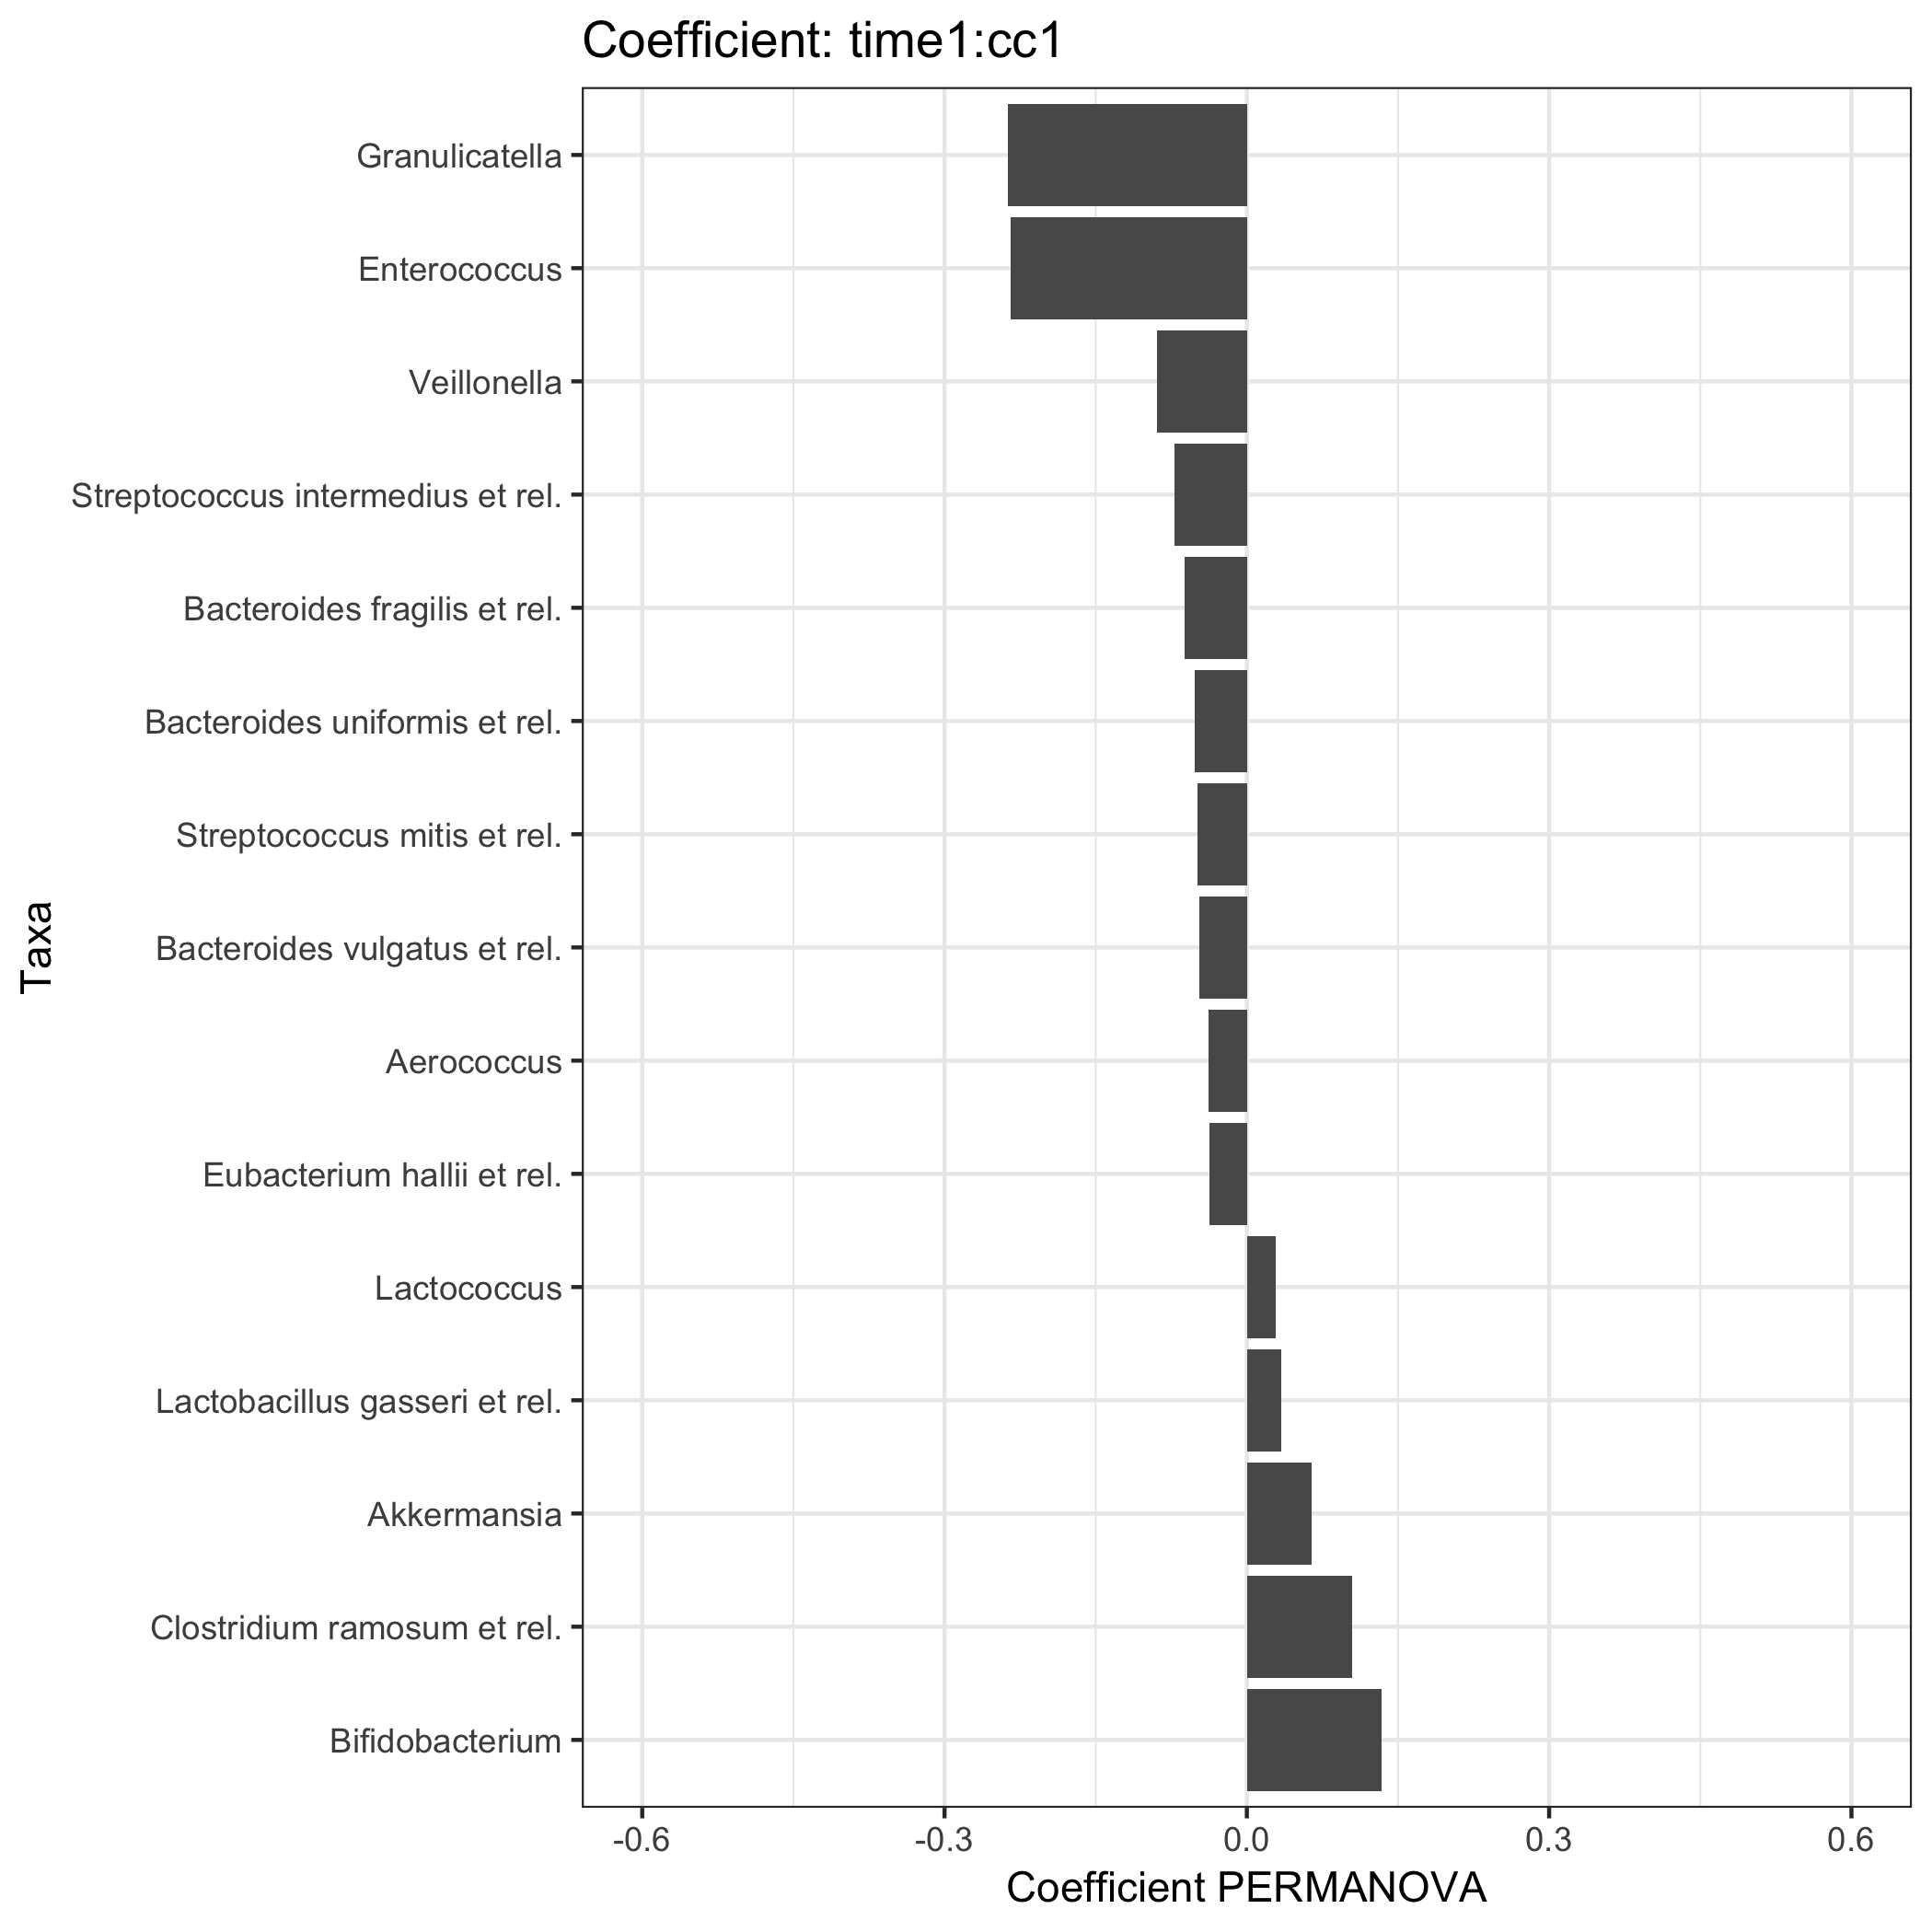 Coefficient: time1:cc1
Granulicatella
Enterococcus
Veillonella
Streptococcus intermedius et rel.
Bacteroides fragilis et rel.
Bacteroides uniformis et rel.
Streptococcus mitis et rel.
Bacteroides vulgatus et rel.
Aerococcus
Eubacterium hallii et rel.
Lactococcus
Lactobacillus gasseri et rel.
Akkermansia
Clostridium ramosum et rel.
Bifidobacterium
Taxa
-0.6 -0.3 0.0 0.3 0.6
Coefficient PERMANOVA